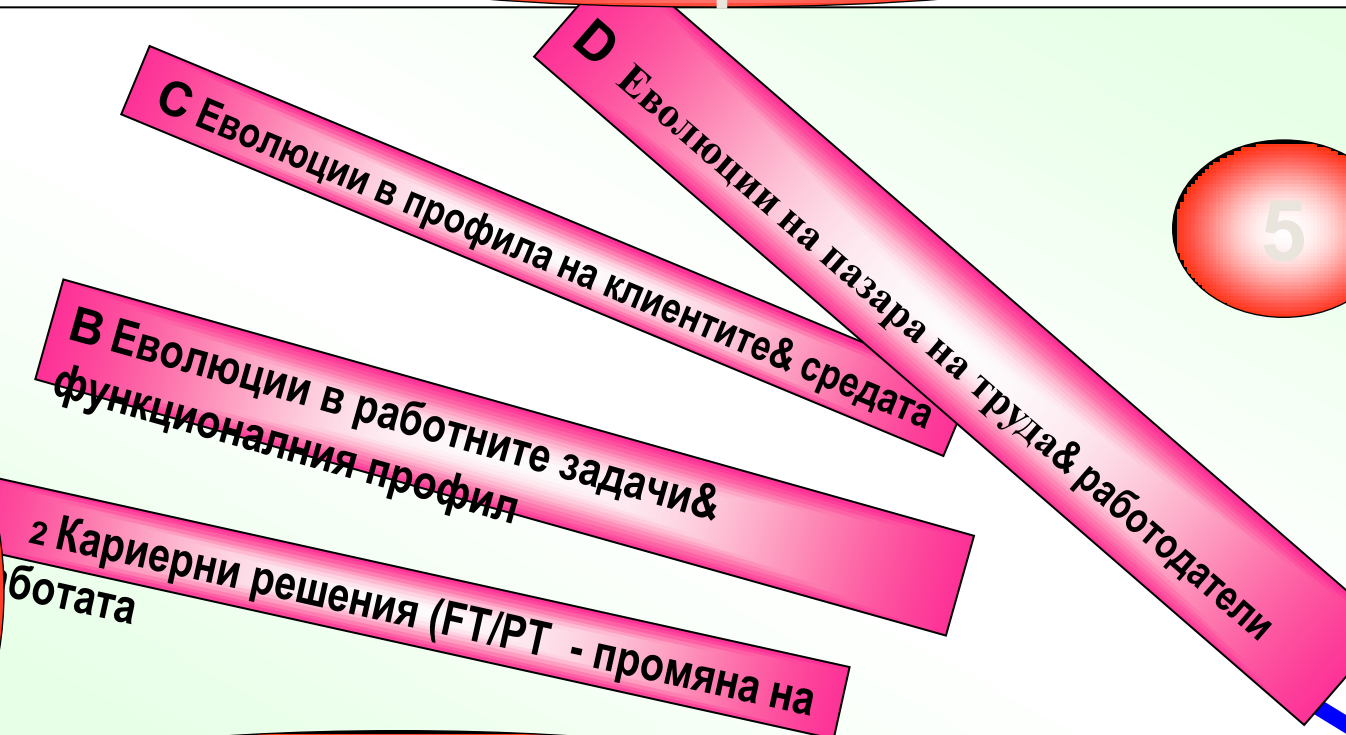 D Еволюции на пазара на труда& работодатели
C Еволюции в профила на клиентите& средата
5
B Еволюции в работните задачи&
функционалния профил
2 Кариерни решения (FT/PT - промяна на